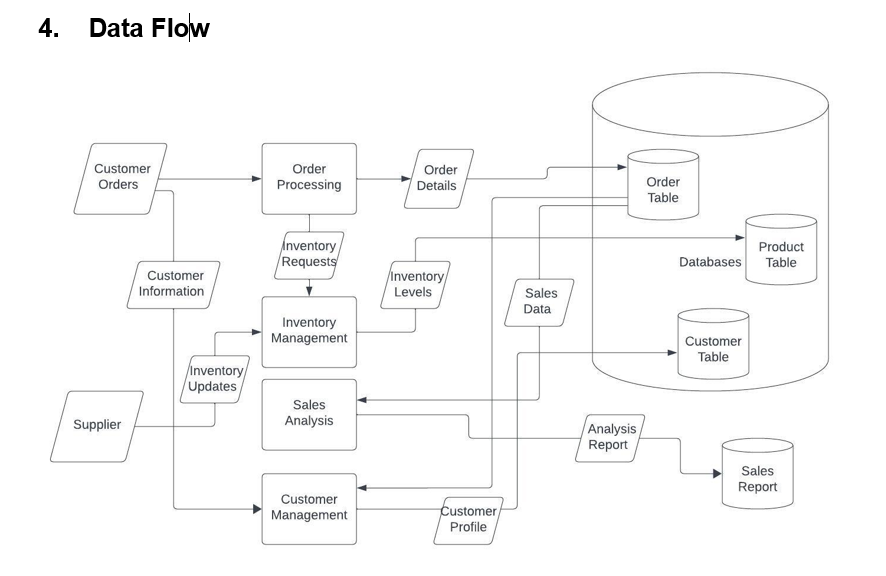 4. Data Flow
Customer
Orders
Order
Processing
Order
Details
Order
Table
Inventory
Requests
Product
Table
Databases
Customer
Information
Inventory
Levels
Sales
Data
Inventory
Management
Customer
Table
Inventory
Updates
Sales
Analysis
Supplier
Analysis
Report
Sales
Report
Customer
Management
Customer
Profile